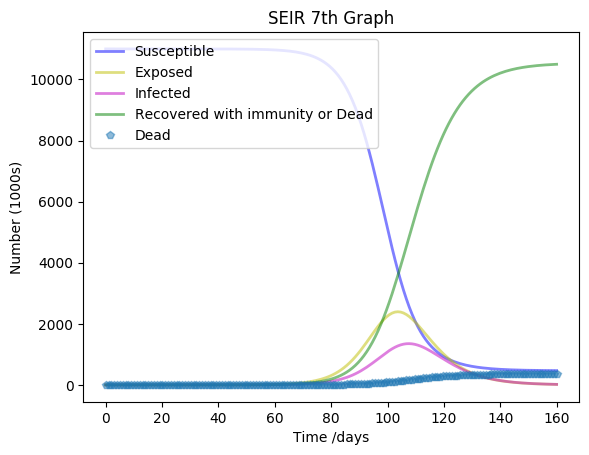 SEIR 7th Graph
Susceptible
Exposed
Infected
Recovered with immunity or Dead
Dead
Number (1000s)
10000
8000
6000
4000
2000
0
0 20 40 60 80 100 120 140 160
Time /days